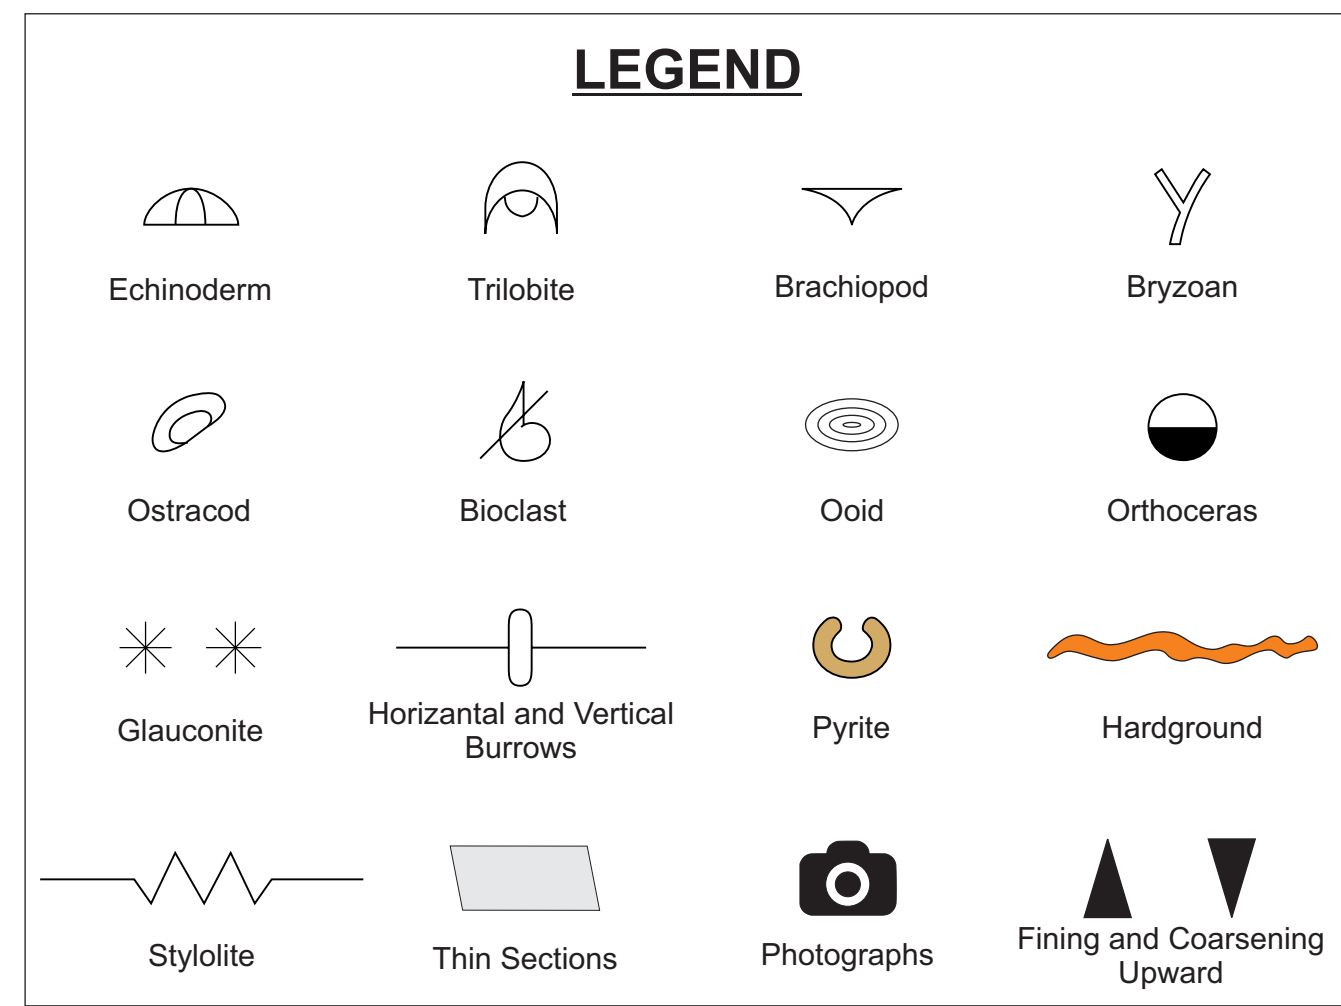 LEGEND
Echinoderm
Trilobite
Brachiopod
Bryzoan
Ostracod
Bioclast
Ooid
Orthoceras
Glauconite
Horizantal and Vertical
Burrows
Pyrite
Hardground
Stylolite
Thin Sections
Photographs
Fining and Coarsening
Upward